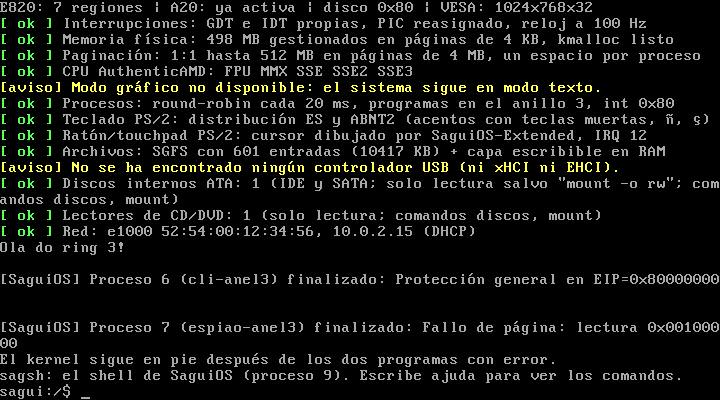 E820: 7 regiones ¦ A20: ya activa ¦ disco 0x80 ¦ VESA: 1024x768x32
[ ok ] Interrupciones: GDT e IDT propias, PIC reasignado, reloj a 100 Hz
[ ok ] Memoria física: 498 MB gestionados en páginas de 4 KB, kmalloc listo
[ ok ] Paginación: 1:1 hasta 512 MB en páginas de 4 MB, un espacio por proceso
[ ok ] CPU AuthenticAMD: FPU MMX SSE SSE2 SSE3
[aviso] Modo gráfico no disponible: el sistema sigue en modo texto.
[ ok ] Procesos: round-robin cada 20 ms, programas en el anillo 3, int 0x80
[ ok ] Teclado PS/2: distribución ES y ABNT2 (acentos con teclas muertas, ñ, ç)
[ ok ] Ratón/touchpad PS/2: cursor dibujado por SaguiOS-Extended, IRQ 12
[ ok ] Archivos: SGFS con 601 entradas (10417 KB) + capa escribible en RAM
[aviso] No se ha encontrado ningún controlador USB (ni xHCI ni EHCI).
[ ok ] Discos internos ATA: 1 (IDE y SATA; solo lectura salvo "mount -o rw"; com
andos discos, mount)
[ ok ] Lectores de CD/DVD: 1 (solo lectura; comandos discos, mount)
[ ok ] Red: e1000 52:54:00:12:34:56, 10.0.2.15 (DHCP)
Ola do ring 3!
[SaguiOS] Proceso 6 (cli-anel3) finalizado: Protección general en EIP=0x80000000
[SaguiOS] Proceso 7 (espiao-anel3) finalizado: Fallo de página: lectura 0x001000
00
El kernel sigue en pie después de los dos programas con error.
sagsh: el shell de SaguiOS (proceso 9). Escribe ajuda para ver los comandos.
sagui:/$ _